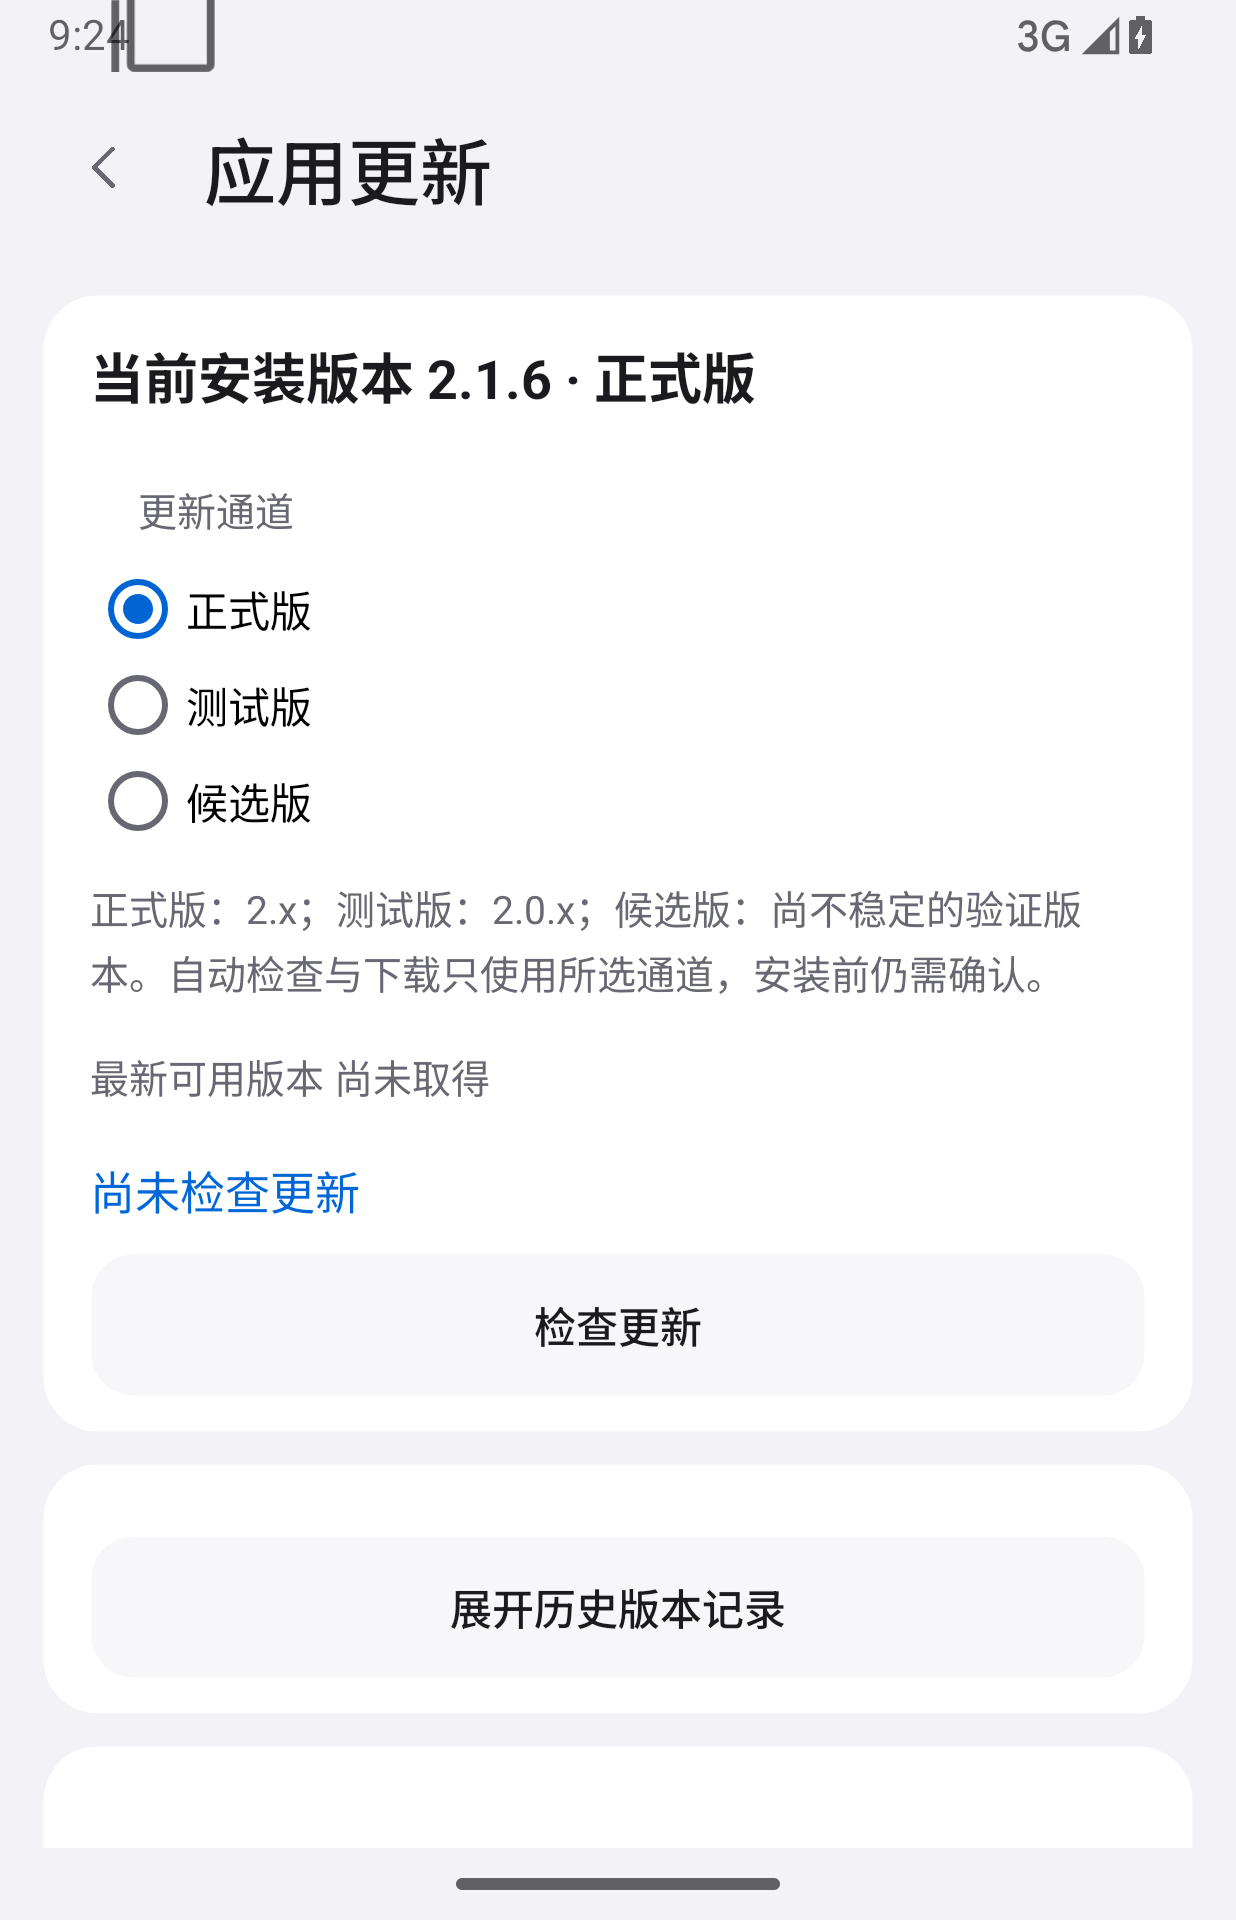 9:24
3G
应用更新
当前安装版本 2.1.6 · 正式版
更新通道
正式版
测试版
候选版
正式版：2.x；测试版：2.0.x；候选版：尚不稳定的验证版
本。自动检查与下载只使用所选通道，安装前仍需确认。
最新可用版本 尚未取得
尚未检查更新
检查更新
展开历史版本记录